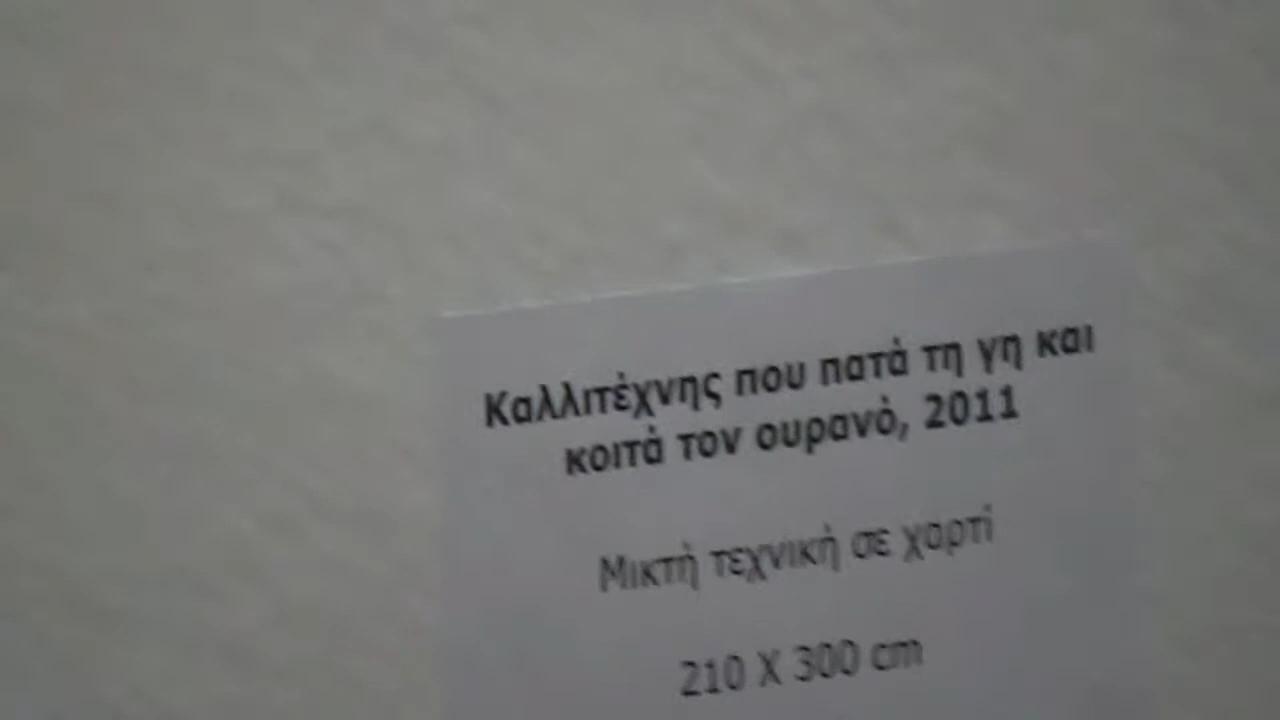 Καλλιτέχνης που πατά τη γη και
κοιτά τον ουρανό, 2011
Μικτή τεχνική σε χαρτί
210 X 300 cm